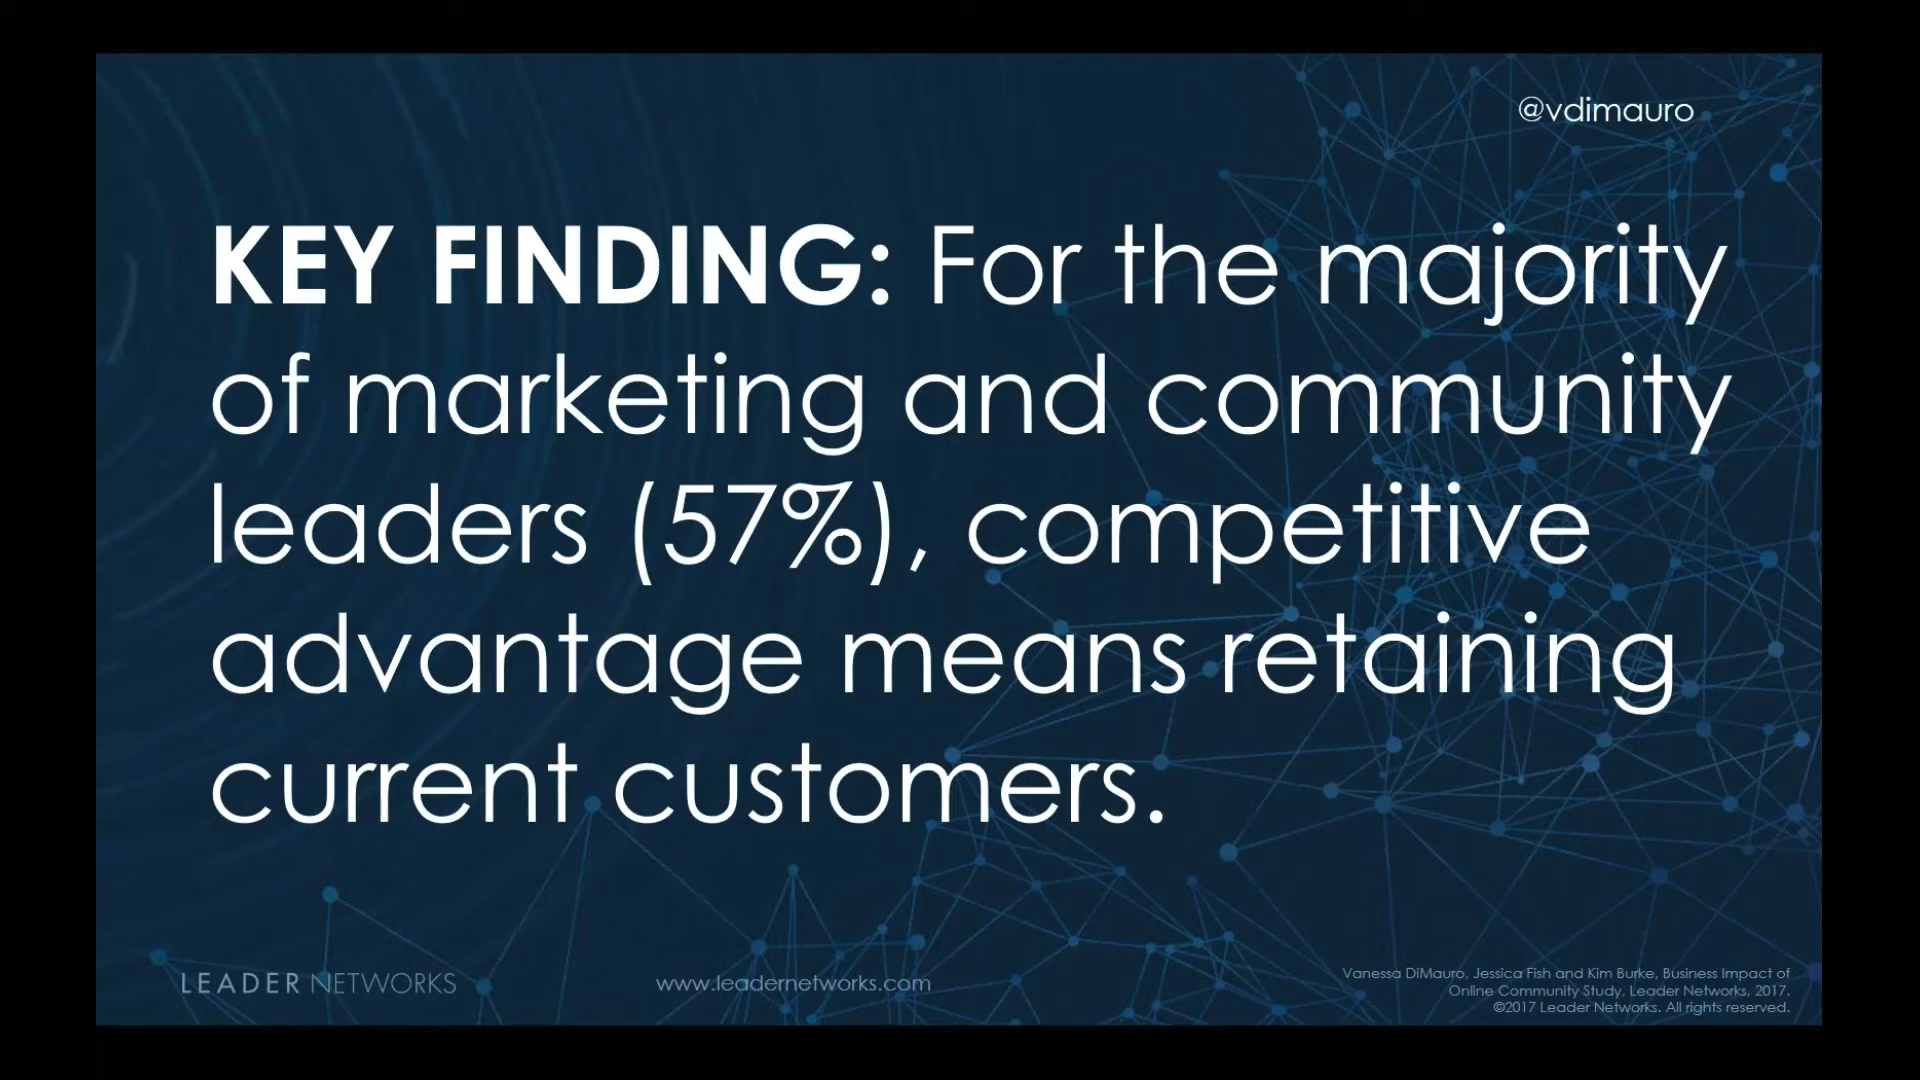 @vdimauro
KEY FINDING: For the majority
of marketing and community
leaders (57%), competitive
advantage means retaining
current customers.
LEADER NETWORKS
www.leadernetworks.com
Vanessa DiMauro, Jessica Fish and Kim Burke, Business Impact of
Online Community Study, Leader Networks, 2017.
©2017 Leader Networks. All rights reserved.